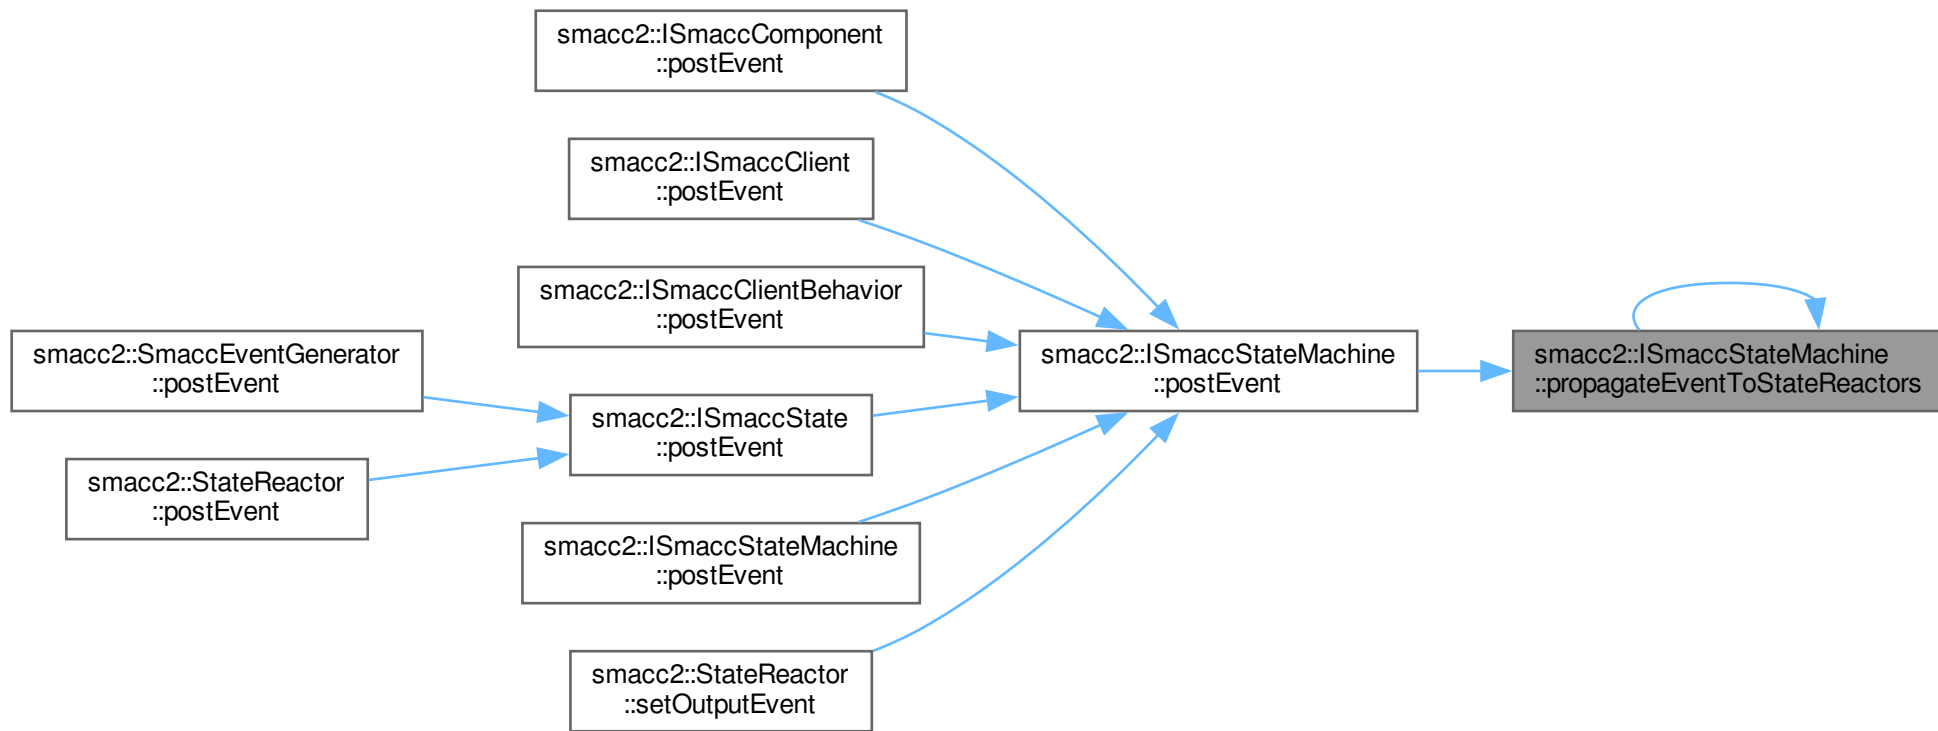 smacc2::ISmaccComponent
::postEvent
smacc2::ISmaccClient
::postEvent
smacc2::ISmaccClientBehavior
::postEvent
smacc2::SmaccEventGenerator
::postEvent
smacc2::ISmaccStateMachine
::postEvent
smacc2::ISmaccStateMachine
::propagateEventToStateReactors
smacc2::ISmaccState
::postEvent
smacc2::StateReactor
::postEvent
smacc2::ISmaccStateMachine
::postEvent
smacc2::StateReactor
::setOutputEvent